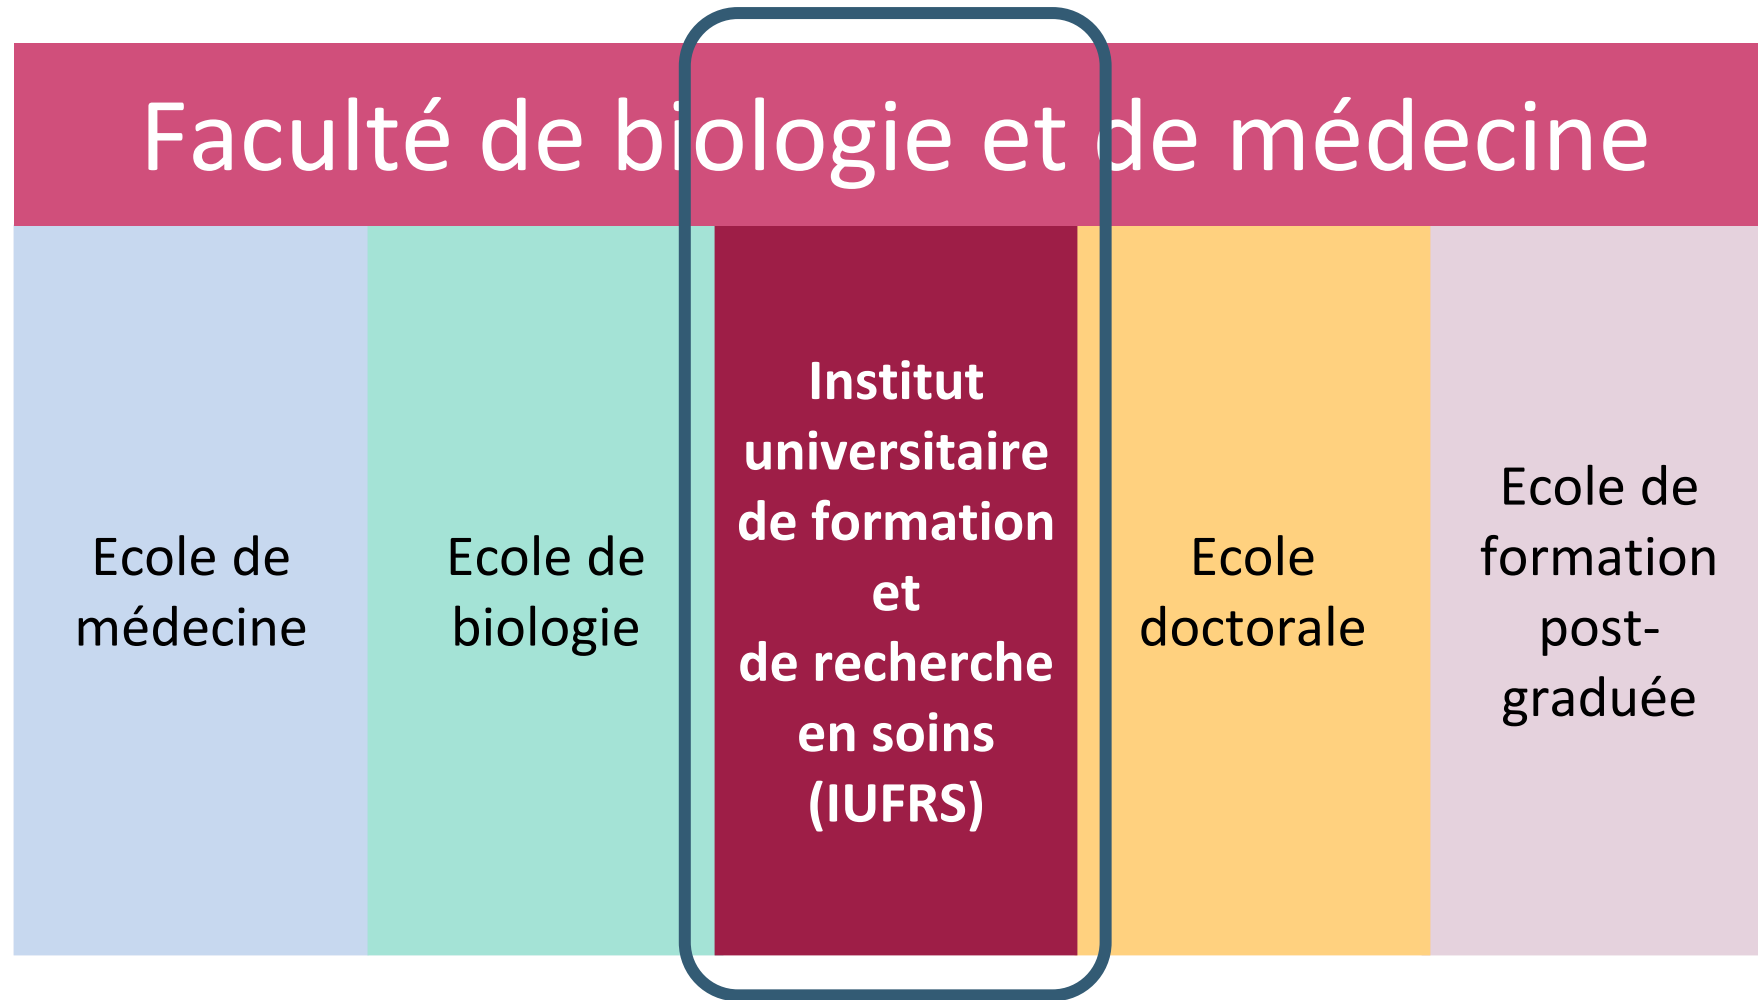 Faculté de biologie et de médecine
Ecole de
médecine
Ecole de
biologie
Institut
universitaire
de formation
et
de recherche
en soins
(IUFRS)
Ecole
doctorale
Ecole de
formation
post-
graduée